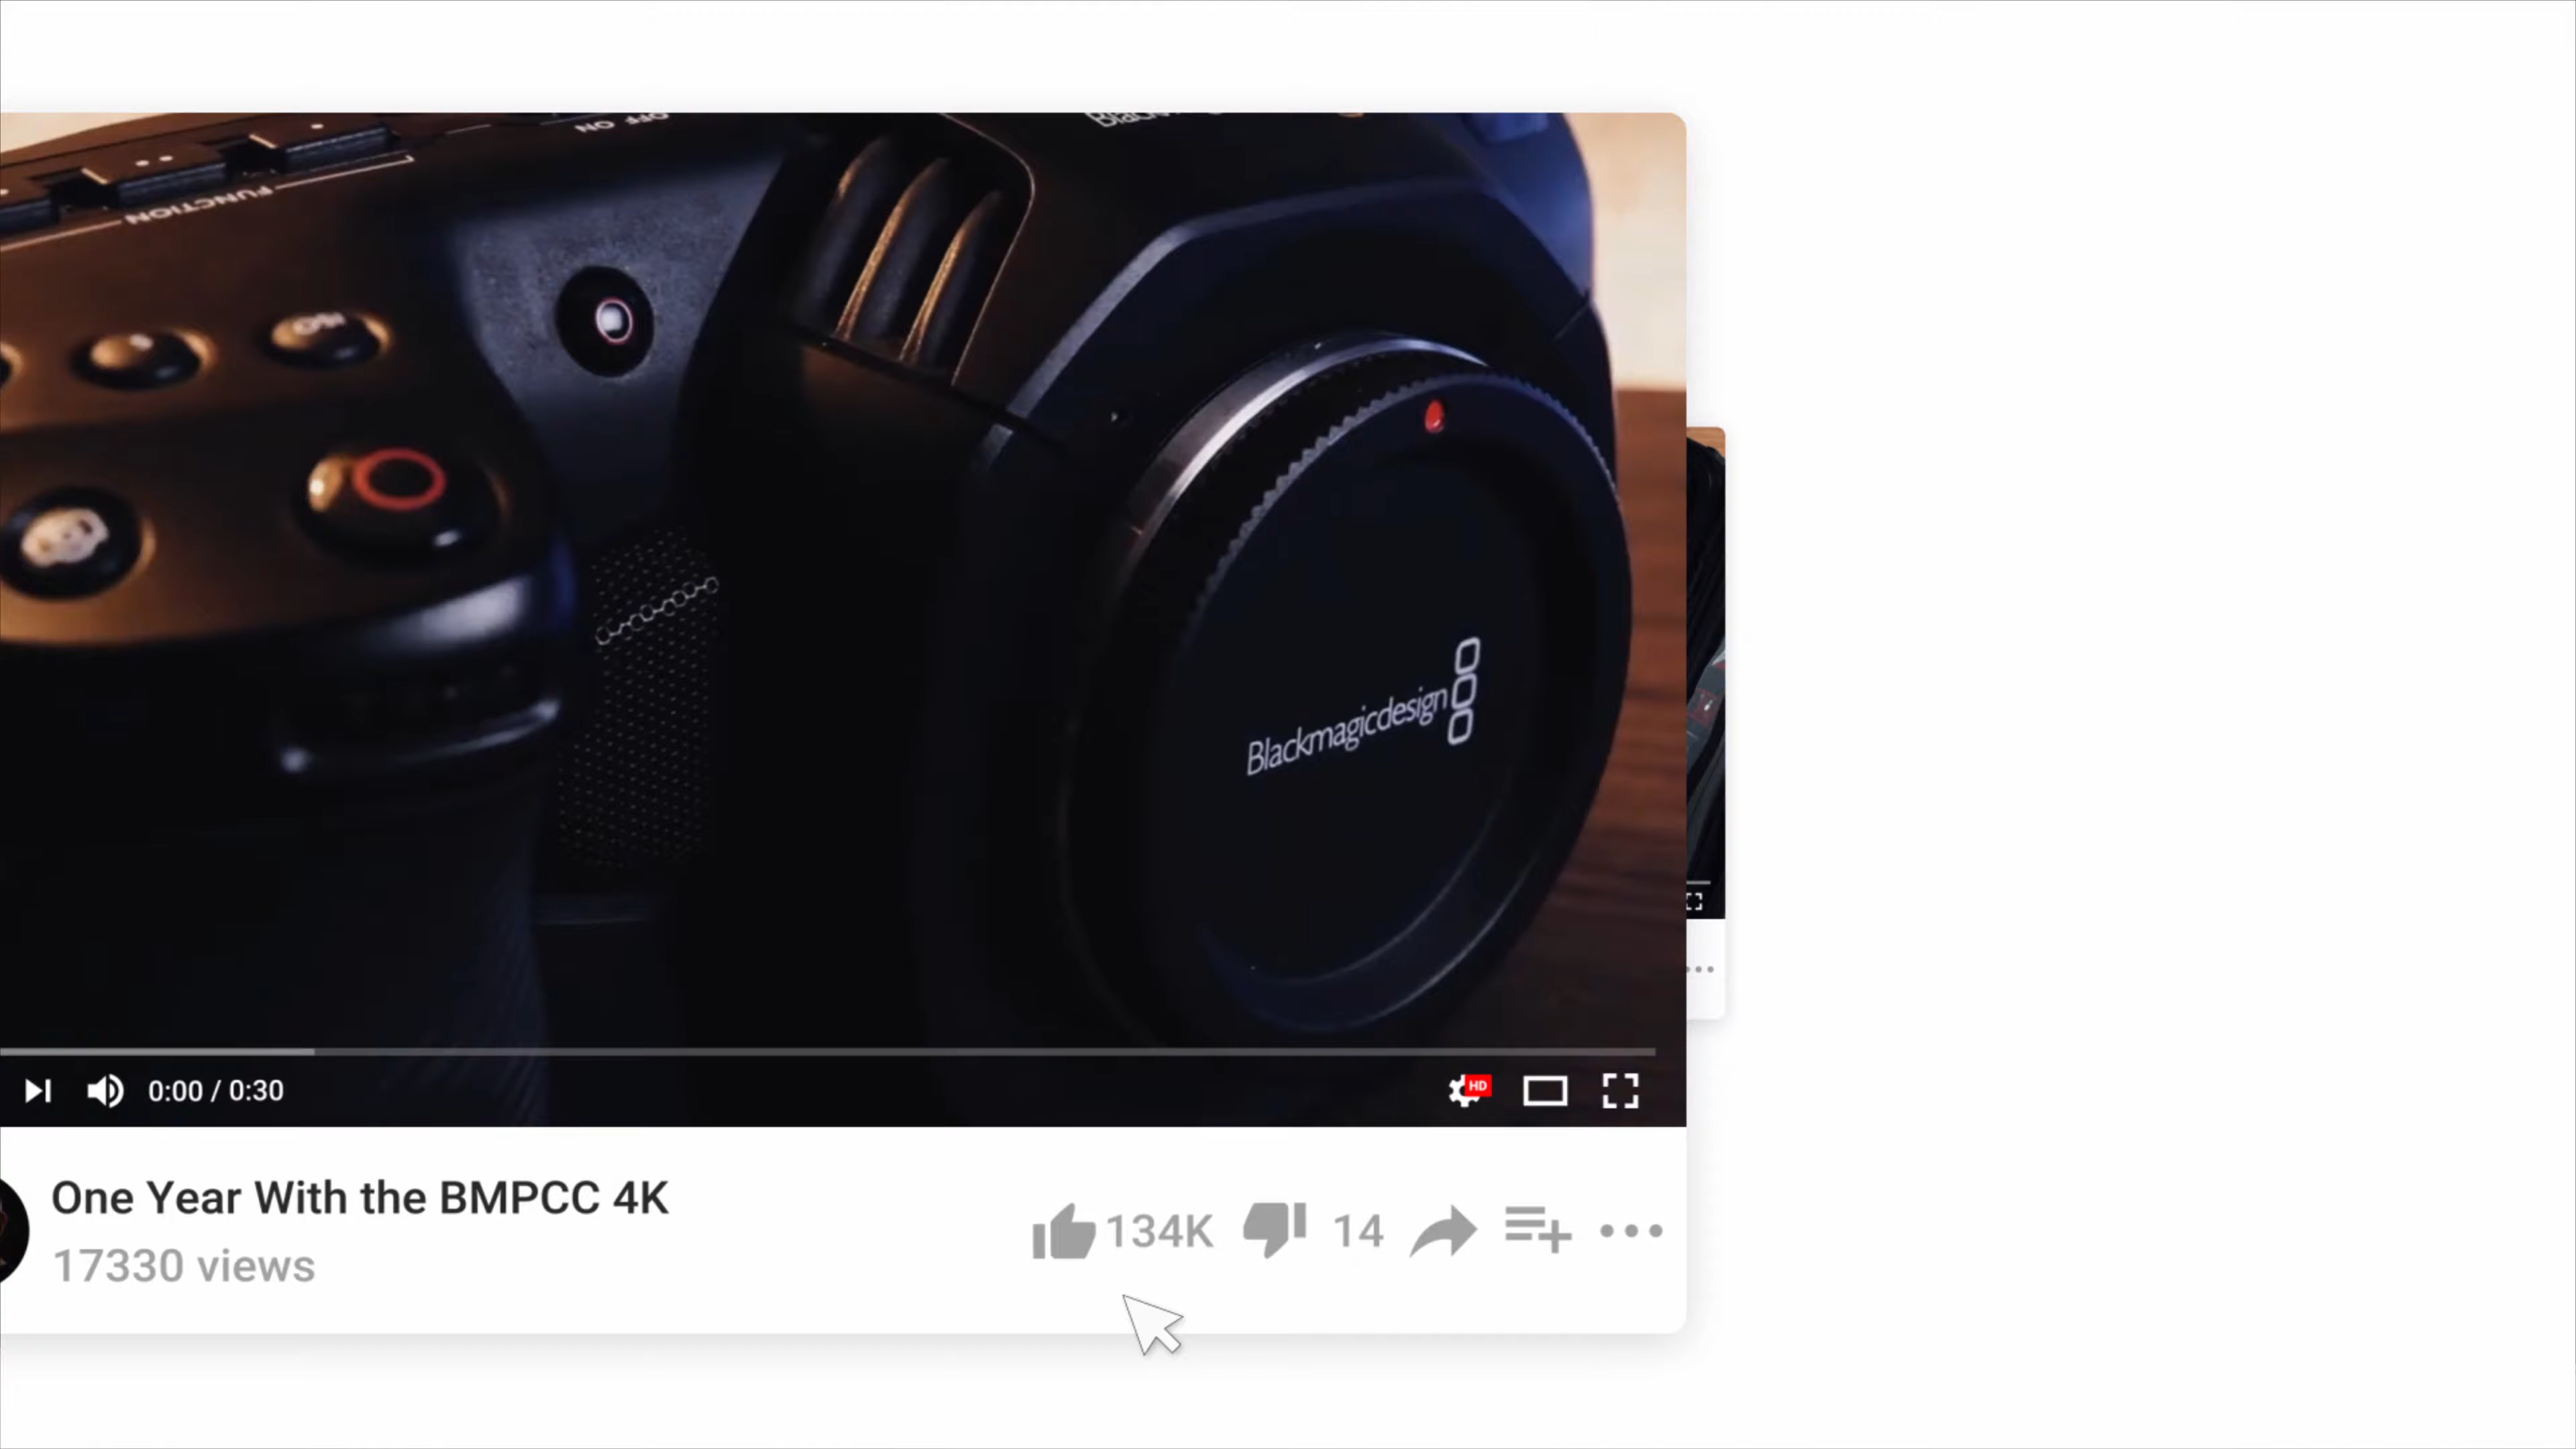 OFF ON
FUNCTION
Blackmagicdesign
0:00 / 0:30
HD
One Year With the BMPCC 4K
17330 views
134K
14